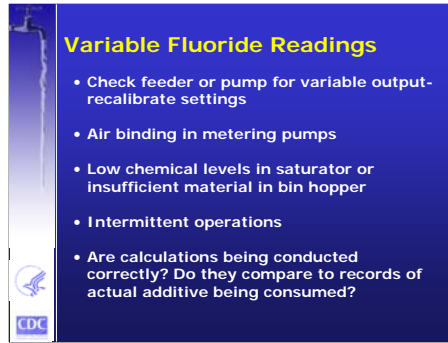 Variable Fluoride Readings
• Check feeder or pump for variable output-
recalibrate settings
• Air binding in metering pumps
• Low chemical levels in saturator or
insufficient material in bin hopper
• Intermittent operations
• Are calculations being conducted
correctly? Do they compare to records of
actual additive being consumed?
CDC